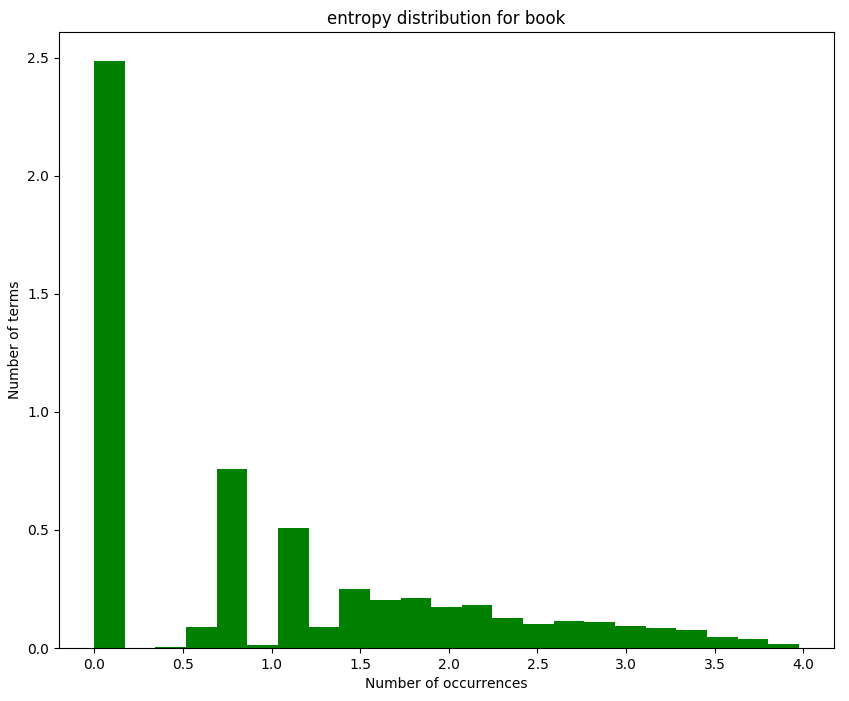 entropy distribution for book
2.5
2.0
1.5
1.0
0.5
0.0
Number of terms
0.0 0.5 1.0 1.5 2.0 2.5 3.0 3.5 4.0
Number of occurrences